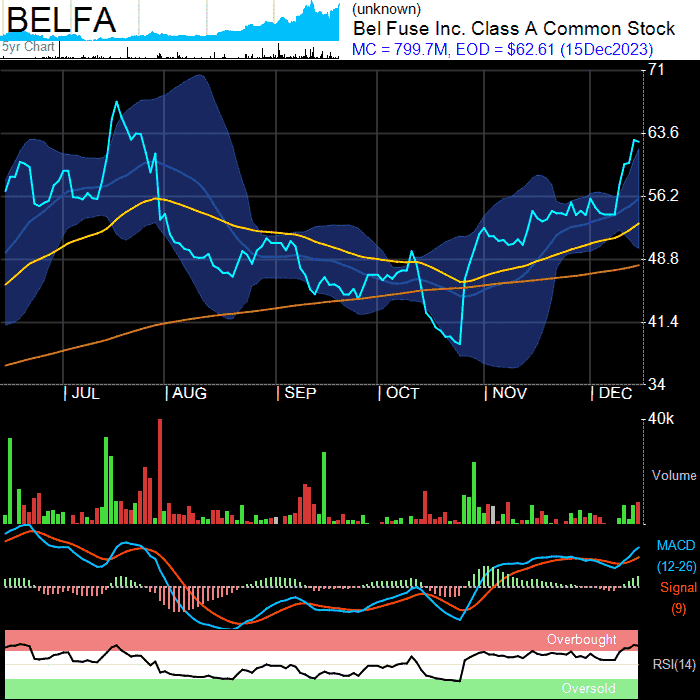 BELFA
5yr Chart
(unknown)
Bel Fuse Inc. Class A Common Stock
MC = 799.7M, EOD = $62.61 (15Dec2023)
71
63.6
56.2
48.8
41.4
34
| JUL
| AUG
| SEP
| OCT
| NOV
| DEC
40k
Volume
MACD
(12-26)
Signal
(9)
Overbought
RSI(14)
Oversold